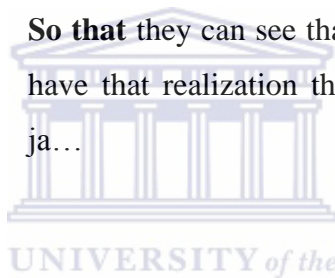 So that they can see tha
have that realization th
ja…
UNIVERSITY of the